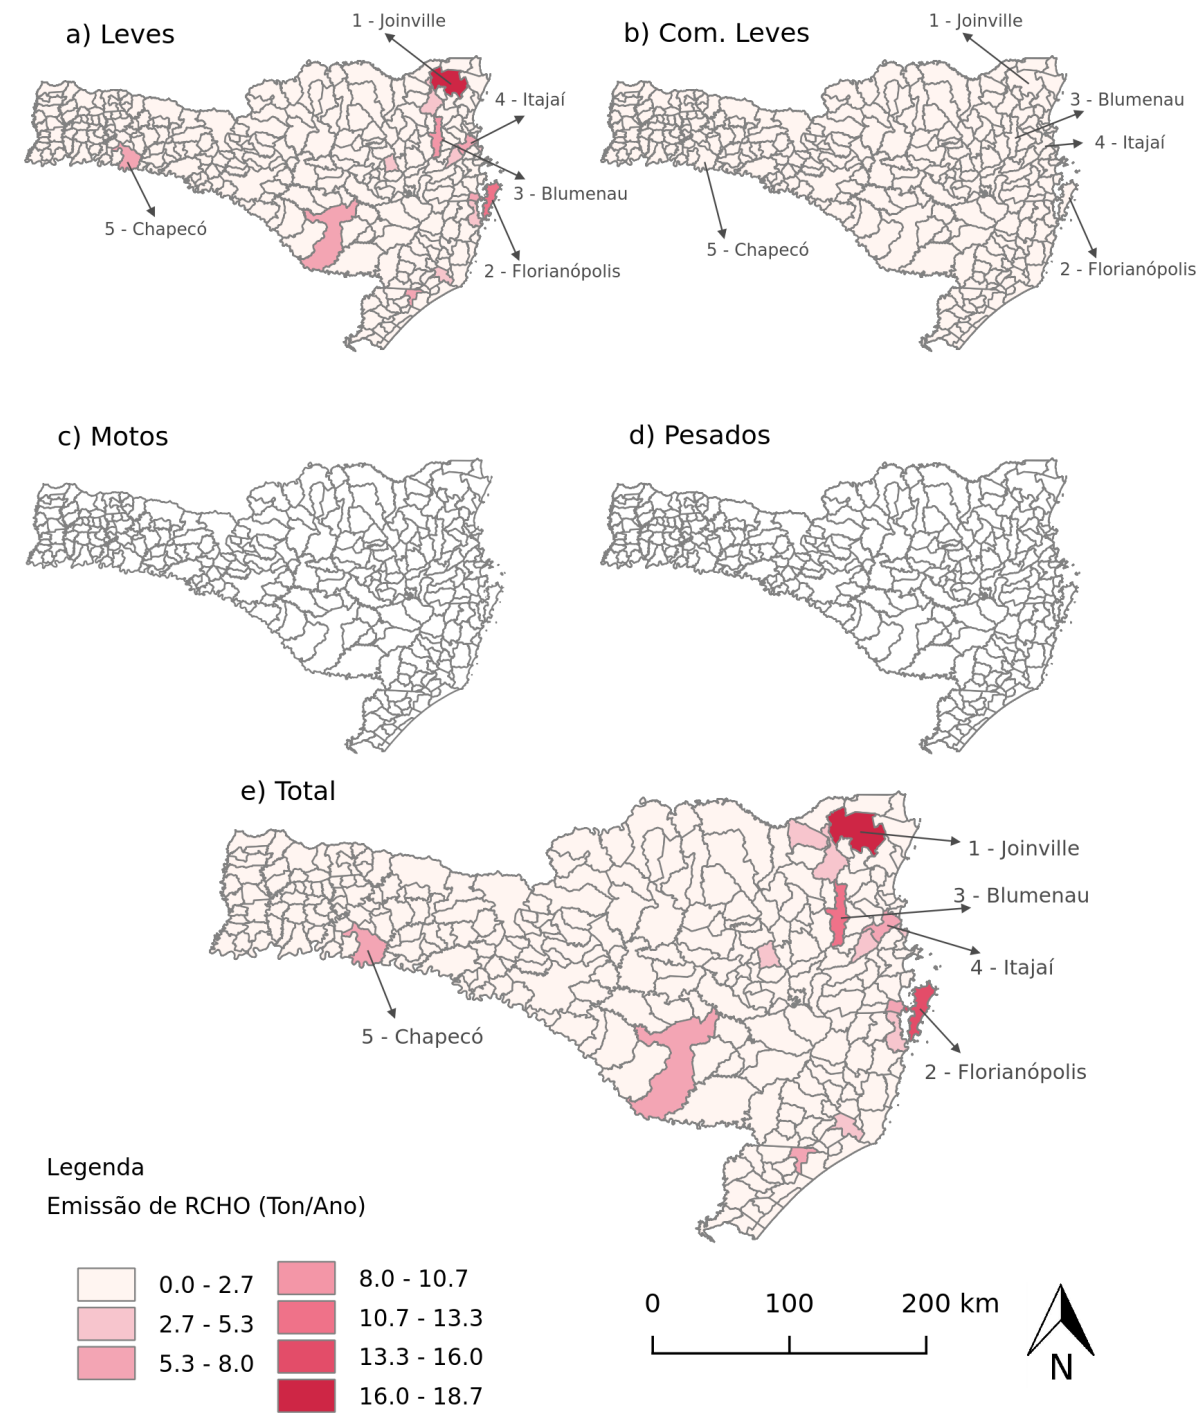 a) Leves
1 - Joinville
4 - Itajaí
3 - Blumenau
5 - Chapecó
2 - Florianópolis
b) Com. Leves
1 - Joinville
3 - Blumenau
4 - Itajaí
5 - Chapecó
2 - Florianópolis
c) Motos
d) Pesados
e) Total
1 - Joinville
3 - Blumenau
4 - Itajaí
5 - Chapecó
2 - Florianópolis
Legenda
Emissão de RCHO (Ton/Ano)
0.0 - 2.7
2.7 - 5.3
5.3 - 8.0
8.0 - 10.7
10.7 - 13.3
13.3 - 16.0
16.0 - 18.7
0 100 200 km
N